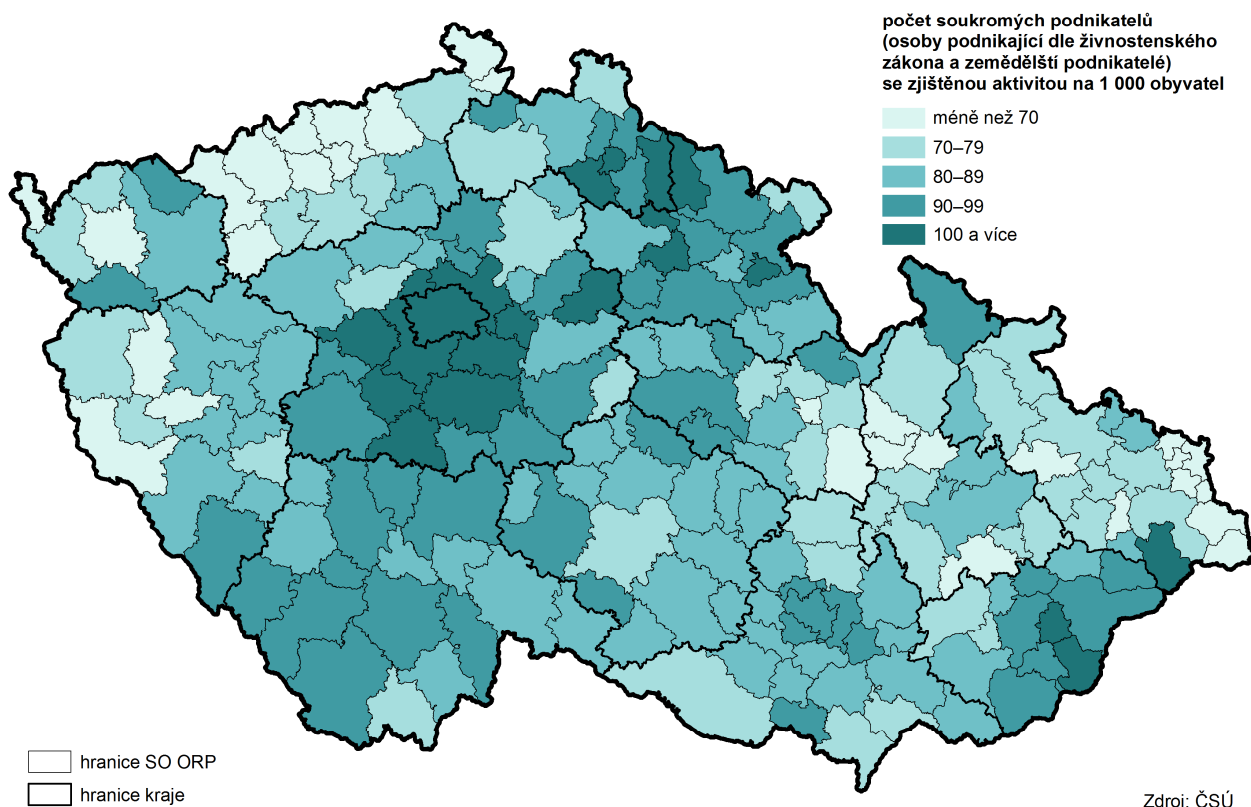 počet soukromých podnikatelů
(osoby podnikající dle živnostenského
zákona a zemědělští podnikatelé)
se zjištěnou aktivitou na 1 000 obyvatel
méně než 70
70–79
80–89
90–99
100 a více
hranice SO ORP
hranice kraje
Zdroj: ČSÚ